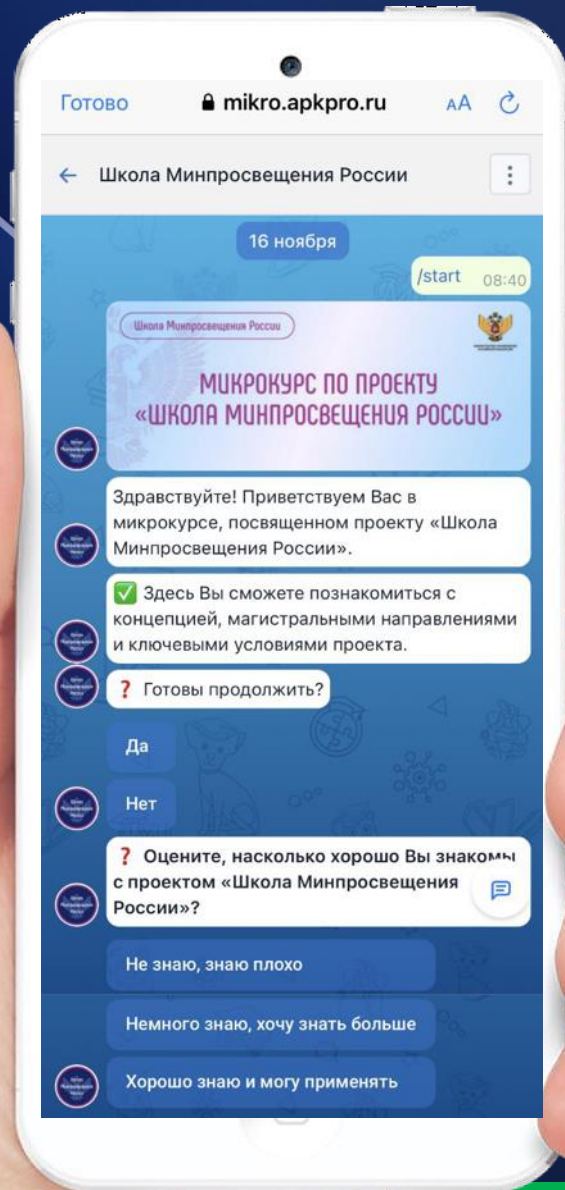 Готово mikro.apkpro.ru AA
Школа Минпросвещения России
16 ноября
/start 08:40
Школа Минпросвещения России
МИКРОКУРС ПО ПРОЕКТУ
«ШКОЛА МИНПРОСВЕЩЕНИЯ РОССИИ»
Здравствуйте! Приветствуем Вас в
микрокурсе, посвященном проекту «Школа
Минпросвещения России».
✅ Здесь Вы сможете познакомиться с
концепцией, магистральными направлениями
и ключевыми условиями проекта.
❓ Готовы продолжить?
Да
Нет
❓ Оцените, насколько хорошо Вы знакомы
с проектом «Школа Минпросвещения
России»?
Не знаю, знаю плохо
Немного знаю, хочу знать больше
Хорошо знаю и могу применять